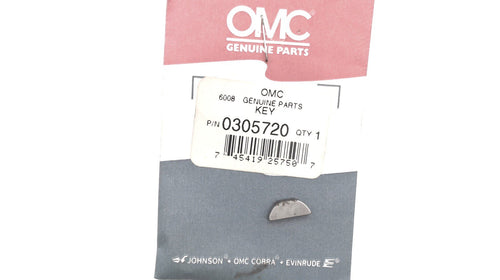 OMC
GENUINE PARTS
OMC
6008 GENUINE PARTS
KEY
P/N 0305720 QTY 1
7 45419 25750 7
JOHNSON • OMC COBRA • EVINRUDE E